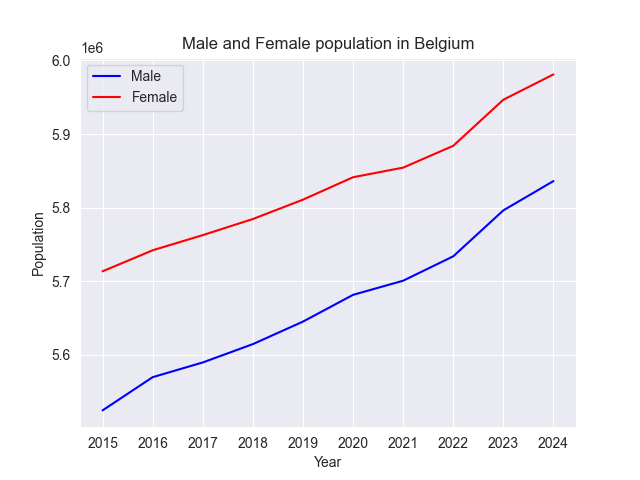 Male and Female population in Belgium
1e6
Male
Female
6.0
5.9
5.8
5.7
5.6
Population
2015 2016 2017 2018 2019 2020 2021 2022 2023 2024
Year